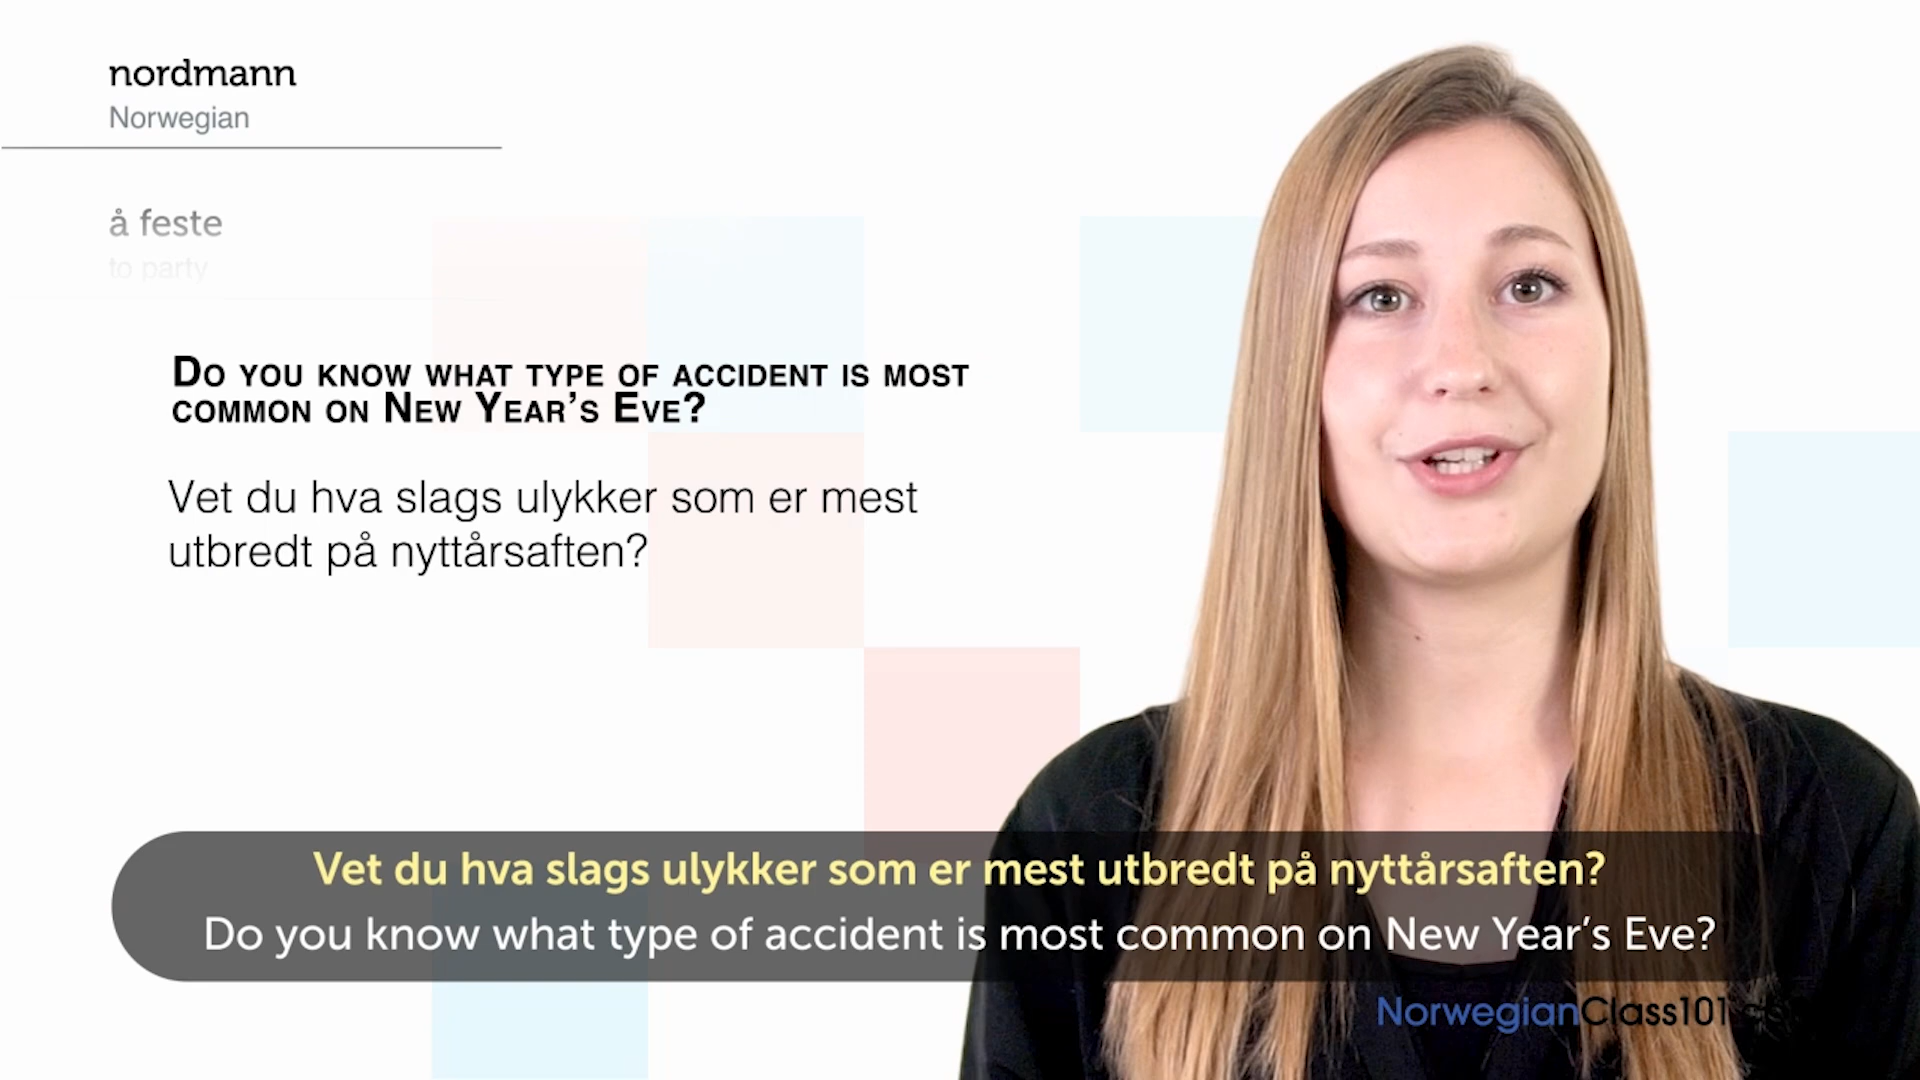 nordmann
Norwegian
å feste
to party
Do you know what type of accident is most
common on New Year's Eve?
Vet du hva slags ulykker som er mest
utbredt på nyttårsaften?
Vet du hva slags ulykker som er mest utbredt på nyttårsaften?
Do you know what type of accident is most common on New Year's Eve?
NorwegianClass101